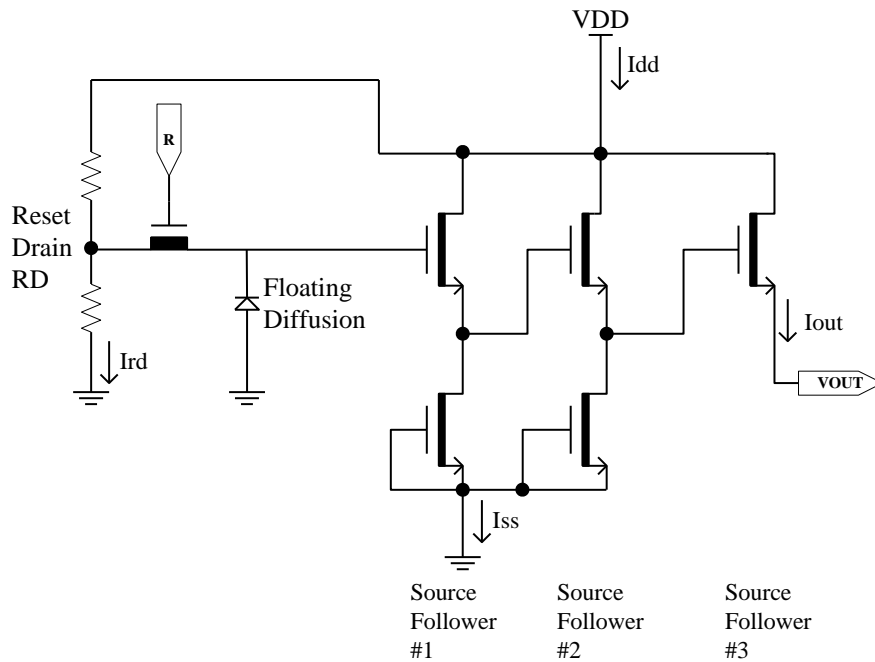 VDD
Idd
R
Reset
Drain
RD
Floating
Diffusion
Iout
Ird
VOUT
Iss
Source
Follower
#1
Source
Follower
#2
Source
Follower
#3